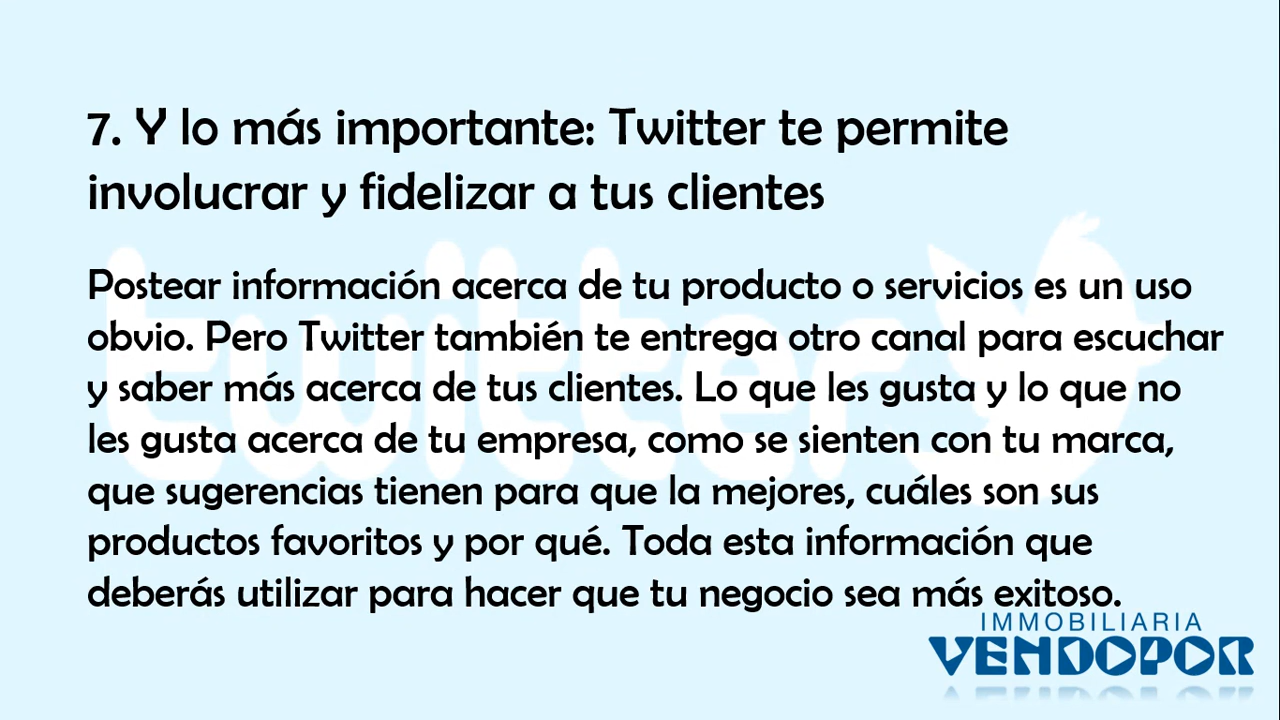 7. Y lo más importante: Twitter te permite
involucrar y fidelizar a tus clientes
twitter
Postear información acerca de tu producto o servicios es un uso
obvio. Pero Twitter también te entrega otro canal para escuchar
y saber más acerca de tus clientes. Lo que les gusta y lo que no
les gusta acerca de tu empresa, como se sienten con tu marca,
que sugerencias tienen para que la mejores, cuáles son sus
productos favoritos y por qué. Toda esta información que
deberás utilizar para hacer que tu negocio sea más exitoso.
IMMOBILIARIA
VENDOPOR